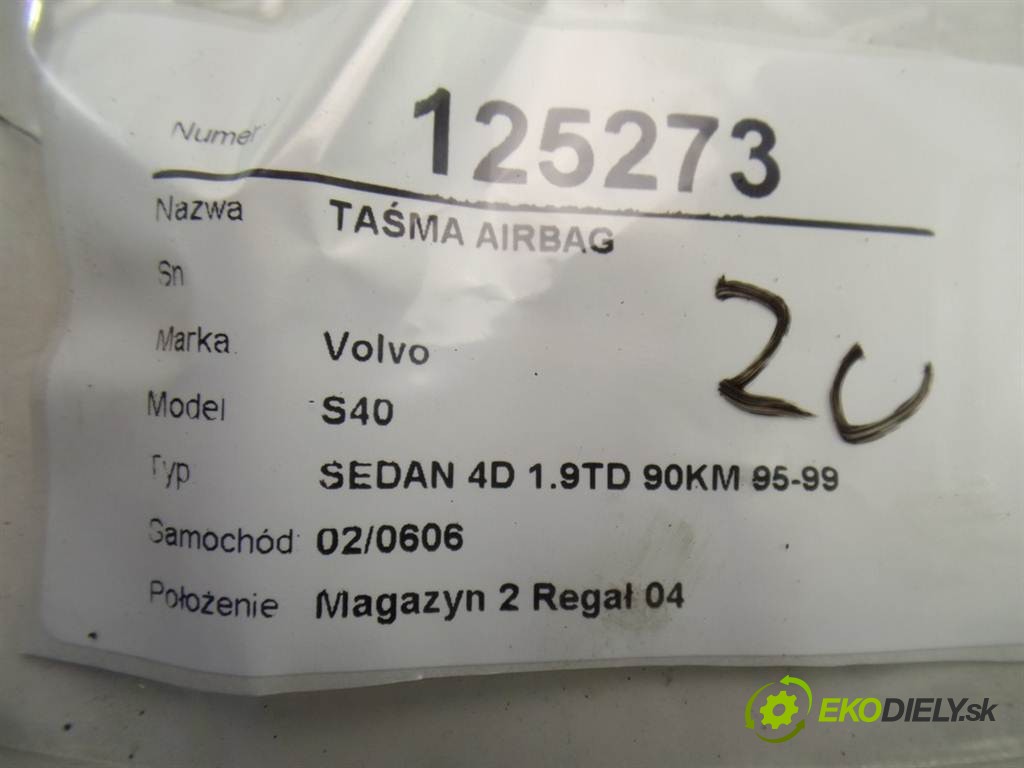 Numer 125273
Nazwa TAŚMA AIRBAG
Sn
Marka Volvo
Model S40
Typ SEDAN 4D 1.9TD 90KM 95-99
Samochód 02/0606
Położenie Magazyn 2 Regał 04
20
EKODIELY.sk